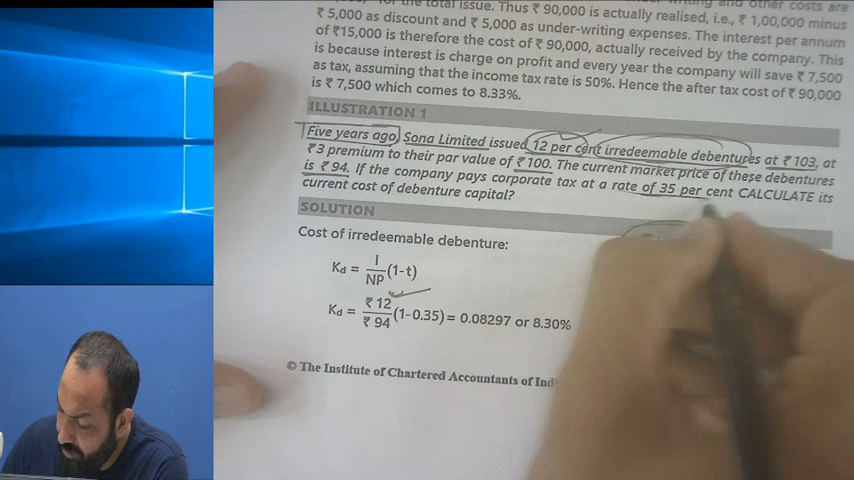 for the total issue. Thus ₹ 90,000 is actually realised, i.e., ₹ 1,00,000 minus
₹ 5,000 as discount and ₹ 5,000 as under-writing expenses. The interest per annum
of ₹15,000 is therefore the cost of ₹ 90,000, actually received by the company. This
is because interest is charge on profit and every year the company will save ₹ 7,500
as tax, assuming that the income tax rate is 50%. Hence the after tax cost of ₹ 90,000
is ₹ 7,500 which comes to 8.33%.
ILLUSTRATION 1
Five years ago, Sona Limited issued 12 per cent irredeemable debentures at ₹ 103, at
₹3 premium to their par value of ₹ 100. The current market price of these debentures
is ₹ 94. If the company pays corporate tax at a rate of 35 per cent CALCULATE its
current cost of debenture capital?
SOLUTION
Cost of irredeemable debenture:
Kd = I/NP (1-t)
Kd = ₹ 12/₹ 94 (1-0.35) = 0.08297 or 8.30%
© The Institute of Chartered Accountants of Ind